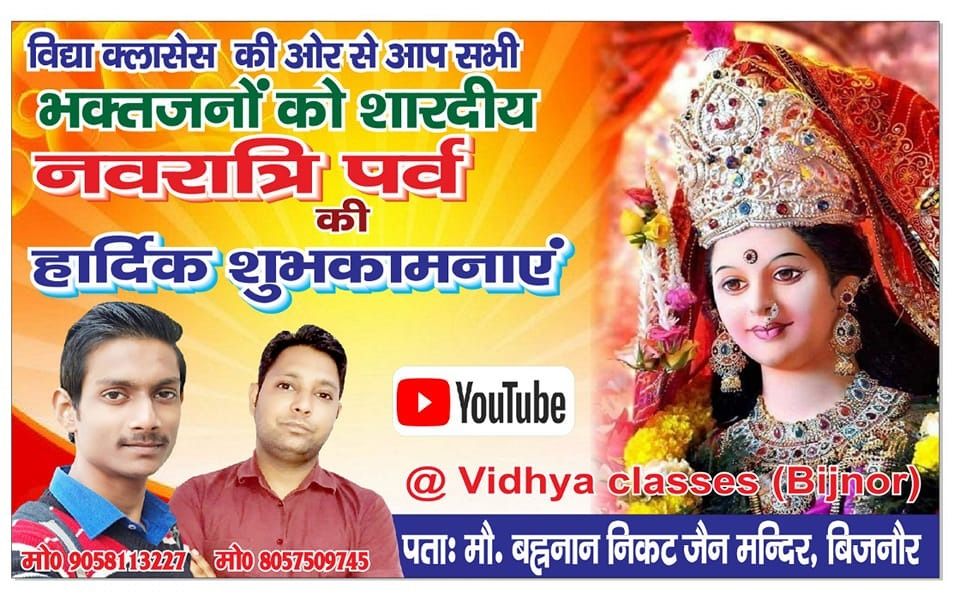 विद्या क्लासेस की ओर से आप सभी
भक्तजनों को शारदीय
नवरात्रि पर्व
की
हार्दिक शुभकामनाएं
YouTube
@ Vidhya classes (Bijnor)
मो0 9058113227 मो0 8057509745
पताः मौ. बह्मनान निकट जैन मन्दिर, बिजनौर